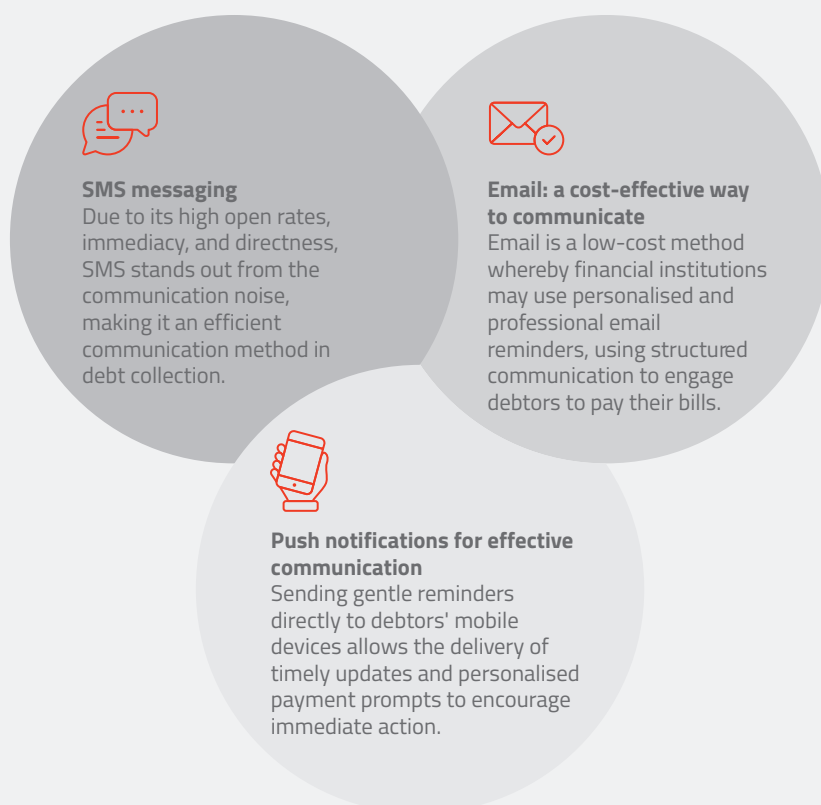 SMS messaging
Due to its high open rates,
immediacy, and directness,
SMS stands out from the
communication noise,
making it an efficient
communication method in
debt collection.
Email: a cost-effective way
to communicate
Email is a low-cost method
whereby financial institutions
may use personalised and
professional email
reminders, using structured
communication to engage
debtors to pay their bills.
Push notifications for effective
communication
Sending gentle reminders
directly to debtors' mobile
devices allows the delivery of
timely updates and personalised
payment prompts to encourage
immediate action.